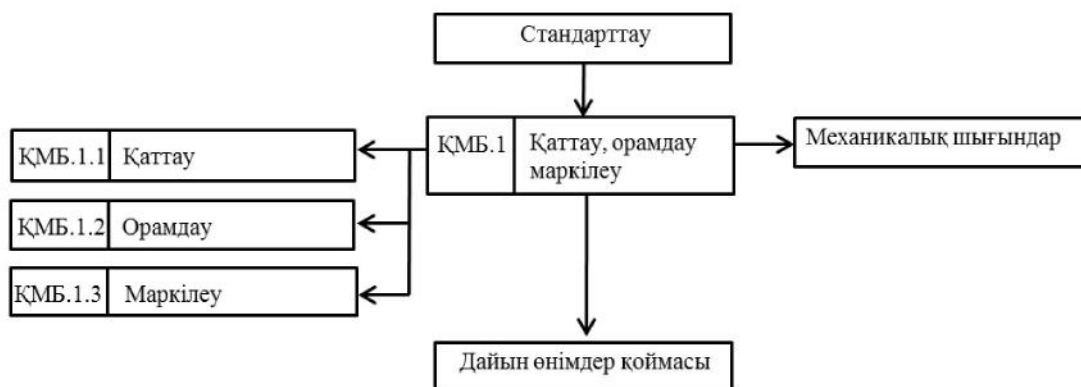 Стандарттау
ҚМБ.1 Қаттау, орамдау
маркілеу
Механикалық шығындар
ҚМБ.1.1 Қаттау
ҚМБ.1.2 Орамдау
ҚМБ.1.3 Маркілеу
Дайын өнімдер қоймасы